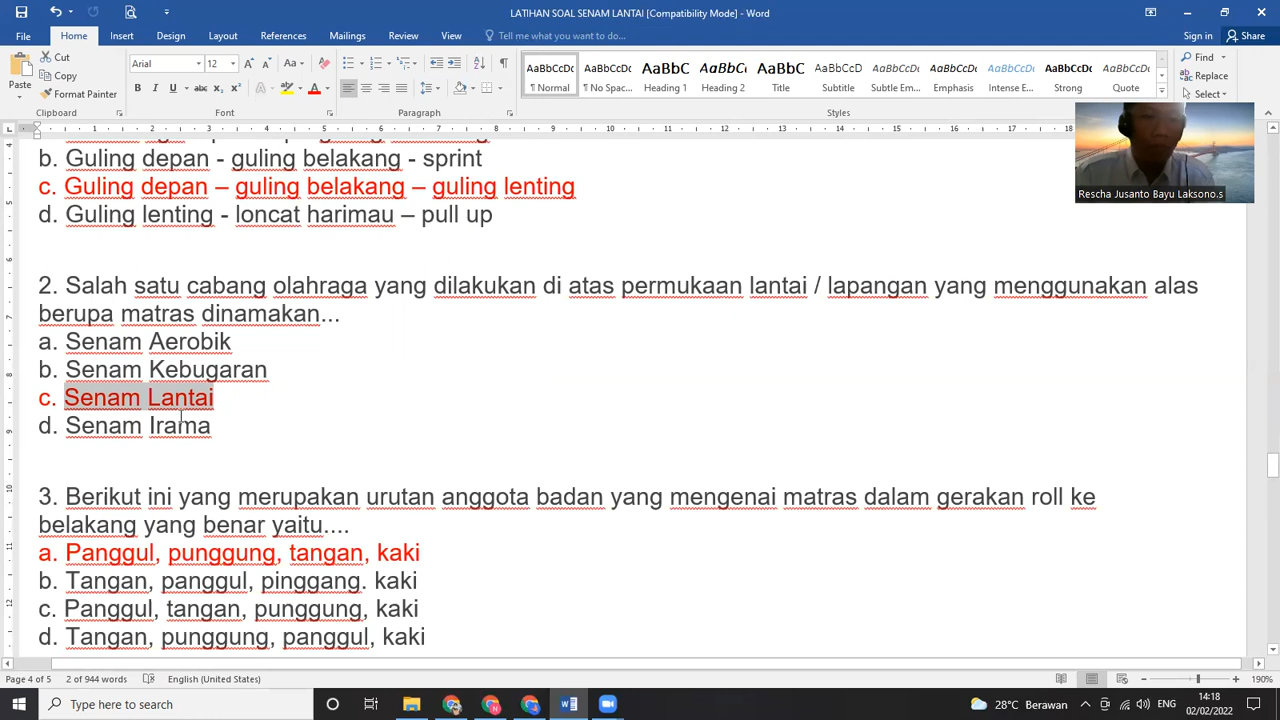 LATIHAN SOAL SENAM LANTAI [Compatibility Mode] - Word
File Home Insert Design Layout References Mailings Review View Tell me what you want to do... Sign in Share
Cut
Copy
Format Painter
Paste
Clipboard
Arial 12
Font
Paragraph
AaBbCcDc AaBbCcDc AaBbC AaBbCc AaBbC AaBbCcD AaBbCcDt AaBbCcDt AaBbCcDt AaBbCcDc AaBbCcDt
¶ Normal ¶ No Spac... Heading 1 Heading 2 Title Subtitle Subtle Em... Emphasis Intense E... Strong Quote
Styles
Find
Replace
Select
Rescha Jusanto Bayu Laksono.s
b. Guling depan - guling belakang - sprint
c. Guling depan – guling belakang – guling lenting
d. Guling lenting - loncat harimau – pull up
2. Salah satu cabang olahraga yang dilakukan di atas permukaan lantai / lapangan yang menggunakan alas
berupa matras dinamakan...
a. Senam Aerobik
b. Senam Kebugaran
c. Senam Lantai
d. Senam Irama
3. Berikut ini yang merupakan urutan anggota badan yang mengenai matras dalam gerakan roll ke
belakang yang benar yaitu....
a. Panggul, punggung, tangan, kaki
b. Tangan, panggul, pinggang. kaki
c. Panggul, tangan, punggung, kaki
d. Tangan, punggung, panggul, kaki
Page 4 of 5 2 of 944 words English (United States) 190%
Type here to search
28°C Berawan ENG 14:18
02/02/2022